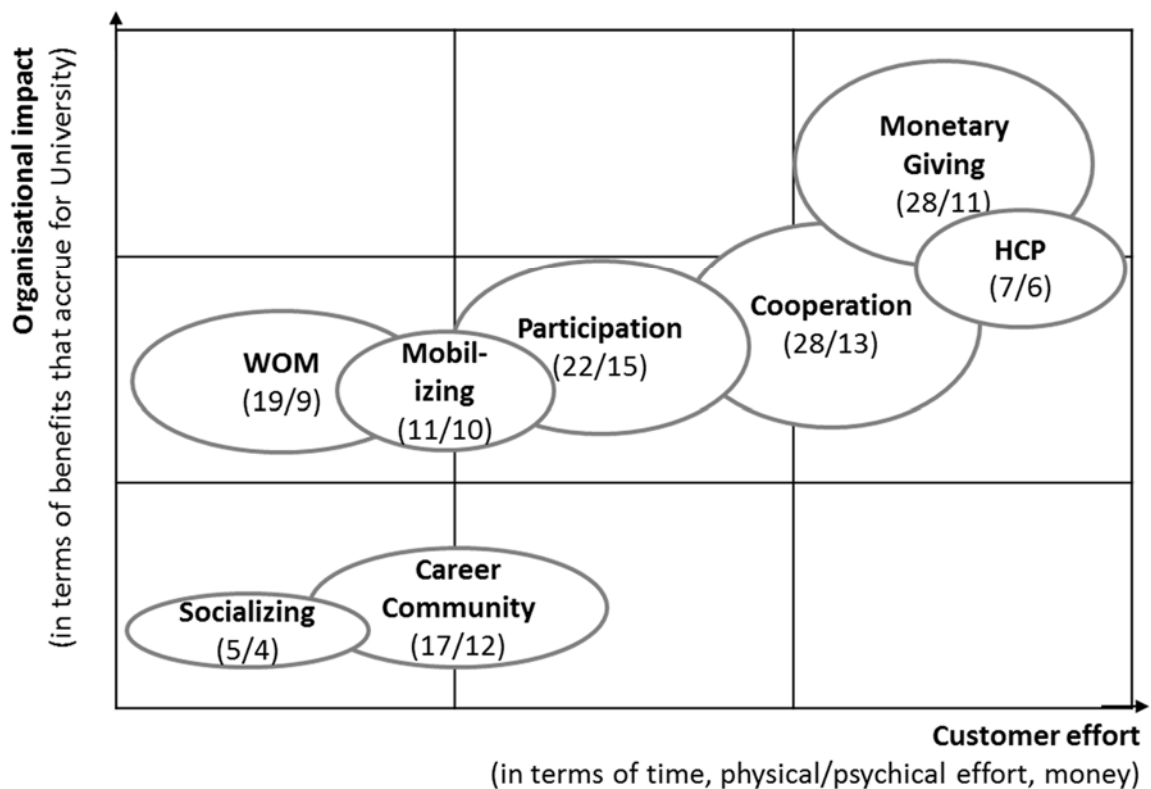 Organisational impact
(in terms of benefits that accrue for University)
Monetary
Giving
(28/11)
HCP
(7/6)
Cooperation
(28/13)
Participation
(22/15)
WOM
(19/9)
Mobil-
izing
(11/10)
Career
Community
(17/12)
Socializing
(5/4)
Customer effort
(in terms of time, physical/psychical effort, money)